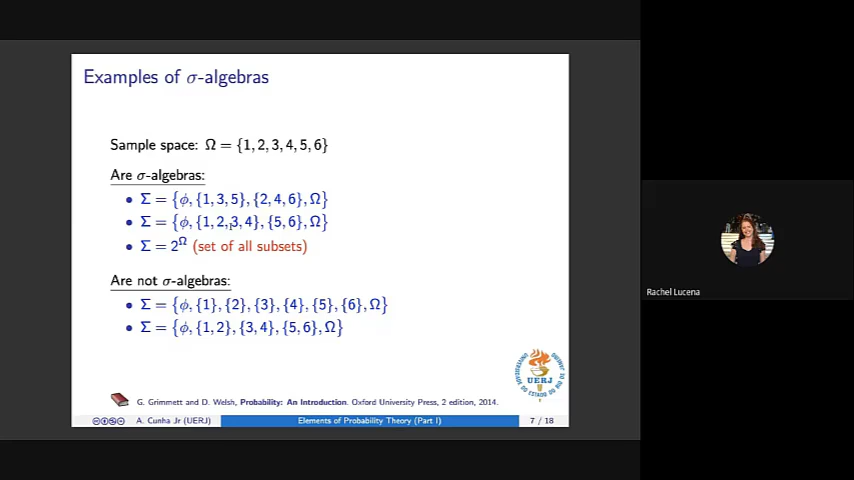 Examples of σ-algebras
Sample space: Ω = {1, 2, 3, 4, 5, 6}
Are σ-algebras:
• Σ = {ϕ, {1, 3, 5}, {2, 4, 6}, Ω}
• Σ = {ϕ, {1, 2, 3, 4}, {5, 6}, Ω}
• Σ = 2^Ω (set of all subsets)
Are not σ-algebras:
• Σ = {ϕ, {1}, {2}, {3}, {4}, {5}, {6}, Ω}
• Σ = {ϕ, {1, 2}, {3, 4}, {5, 6}, Ω}
UERJ
G. Grimmett and D. Welsh, Probability: An Introduction. Oxford University Press, 2 edition, 2014.
A. Cunha Jr (UERJ) Elements of Probability Theory (Part I) 7 / 18
Rachel Lucena